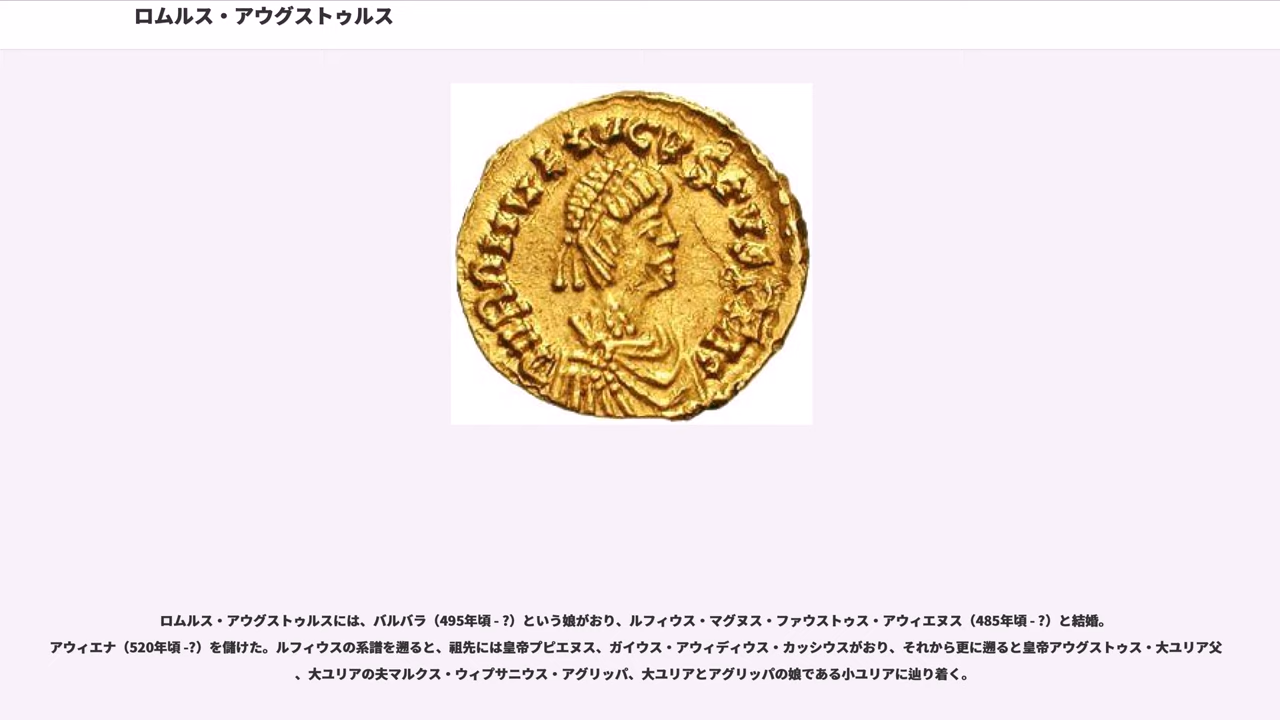 ロムルス・アウグストゥルス
ロムルス・アウグストゥルスには、バルバラ（495年頃 - ?）という娘がおり、ルフィウス・マグヌス・ファウストゥス・アウィエヌス（485年頃 - ?）と結婚。
アウィエナ（520年頃 -?）を儲けた。ルフィウスの系譜を遡ると、祖先には皇帝プピエヌス、ガイウス・アウィディウス・カッシウスがおり、それから更に遡ると皇帝アウグストゥス・大ユリア父
、大ユリアの夫マルクス・ウィプサニウス・アグリッパ、大ユリアとアグリッパの娘である小ユリアに辿り着く。